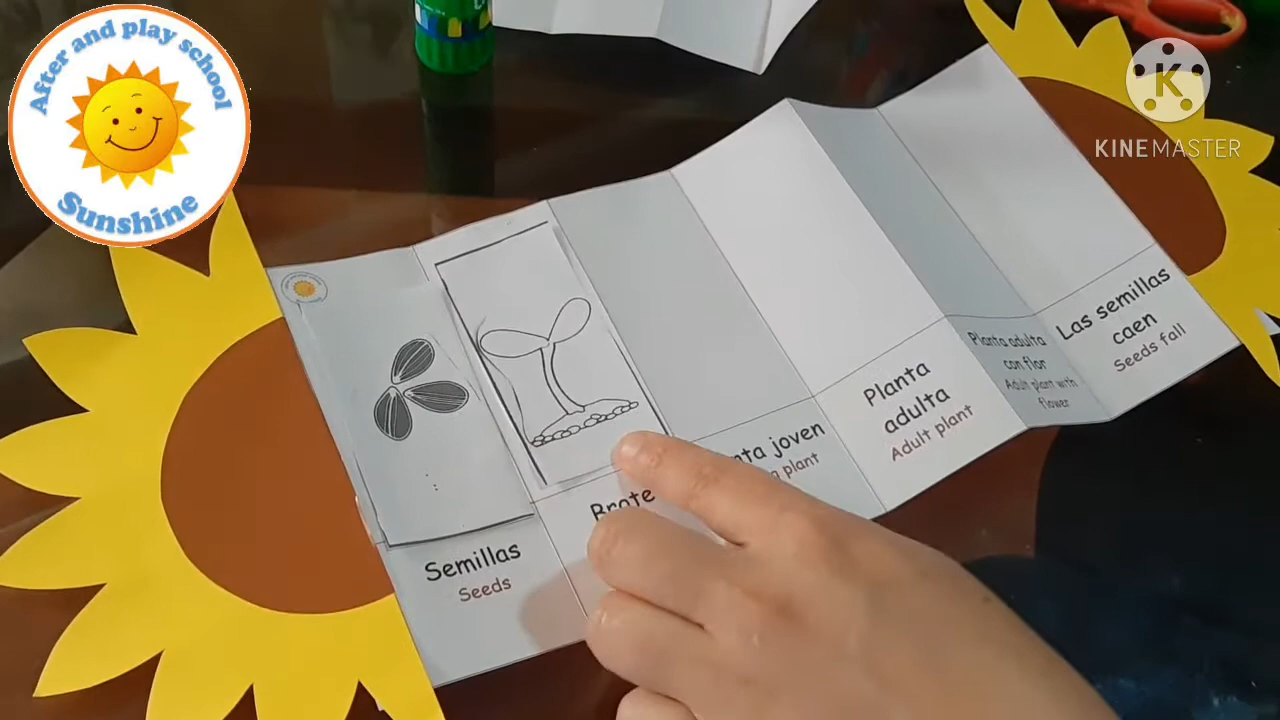 After and play school
Sunshine
KINEMASTER
Semillas
Seeds
Brote
nta joven
plant
Planta
adulta
Adult plant
Planta adulta
con flor
Adult plant with
flower
Las semillas
caen
Seeds fall